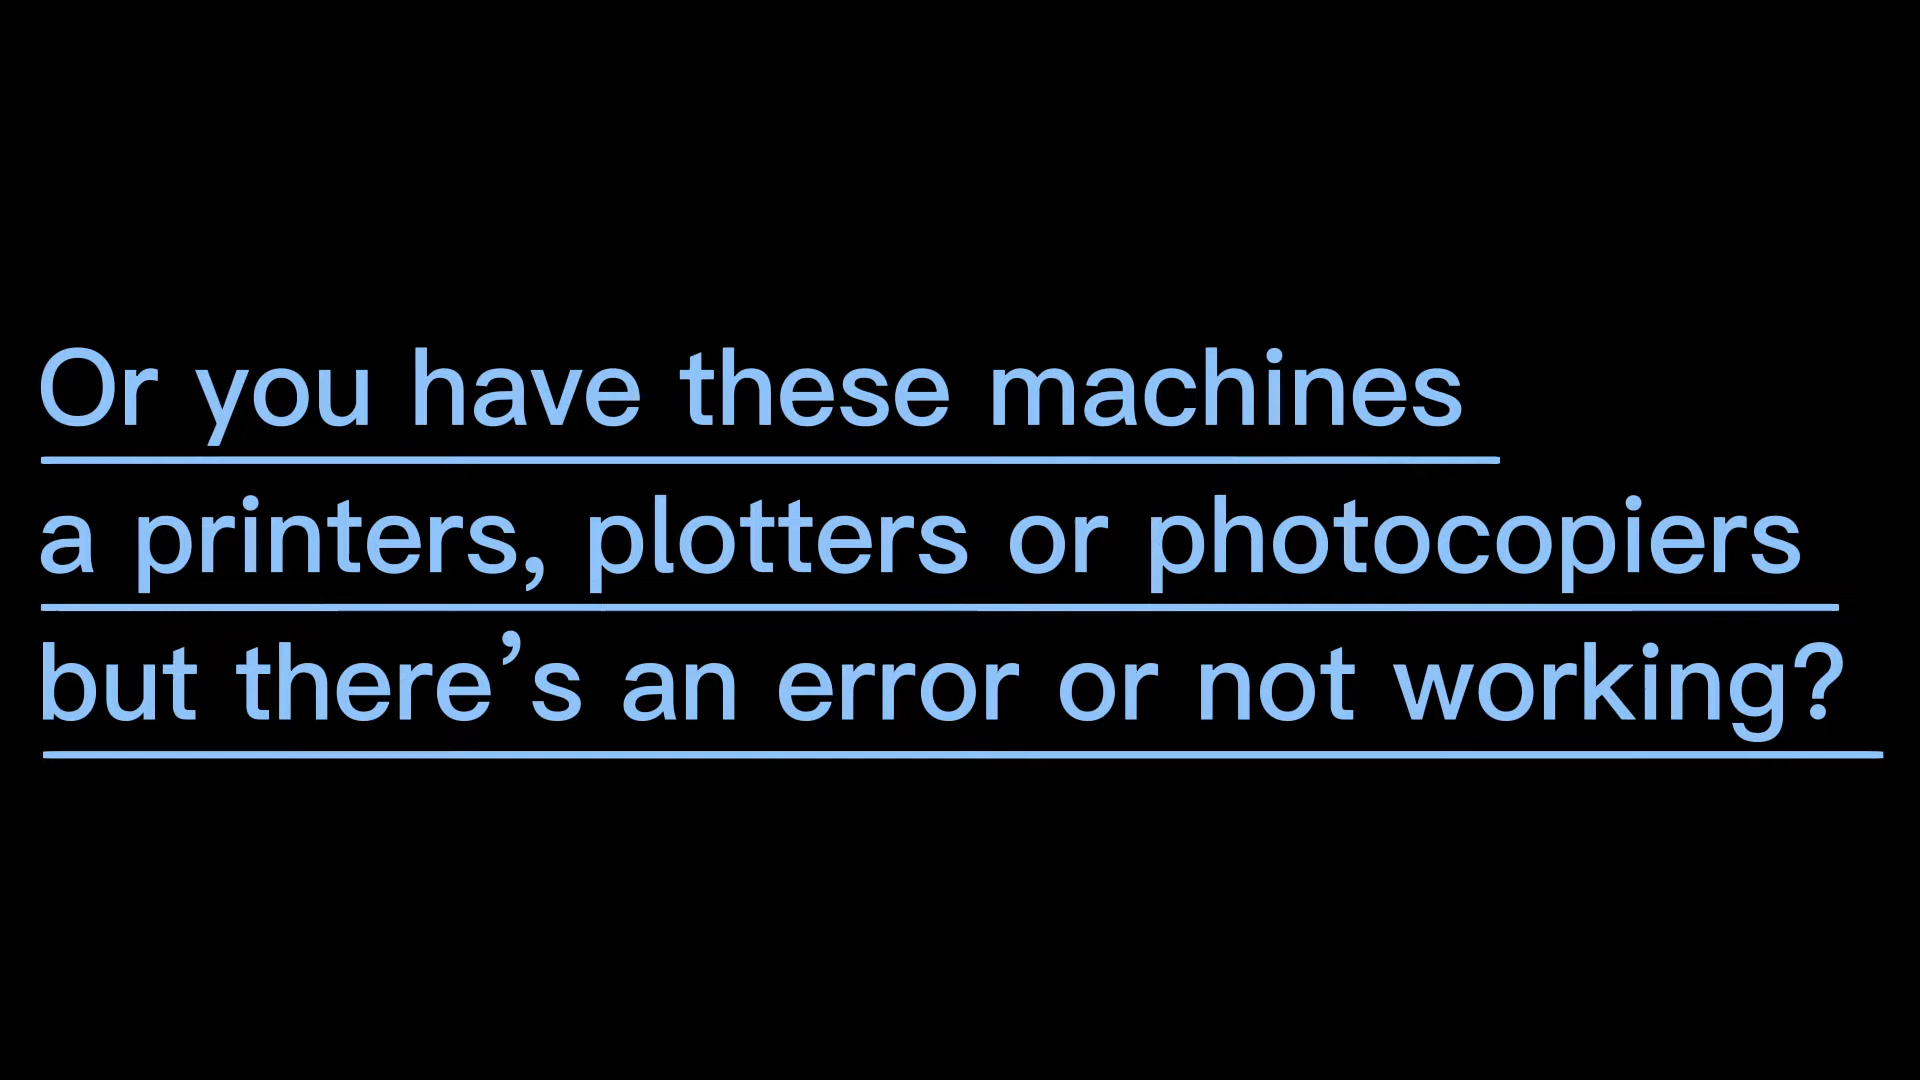 Or you have these machines
a printers, plotters or photocopiers
but there’s an error or not working?